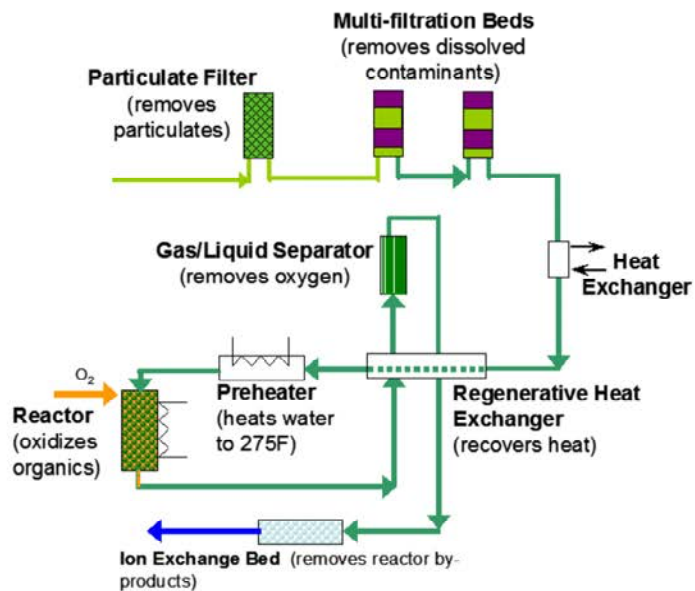 Multi-filtration Beds
(removes dissolved
contaminants)
Particulate Filter
(removes
particulates)
Gas/Liquid Separator
(removes oxygen)
Heat
Exchanger
O₂
Reactor
(oxidizes
organics)
Preheater
(heats water
to 275F)
Regenerative Heat
Exchanger
(recovers heat)
Ion Exchange Bed (removes reactor by-
products)